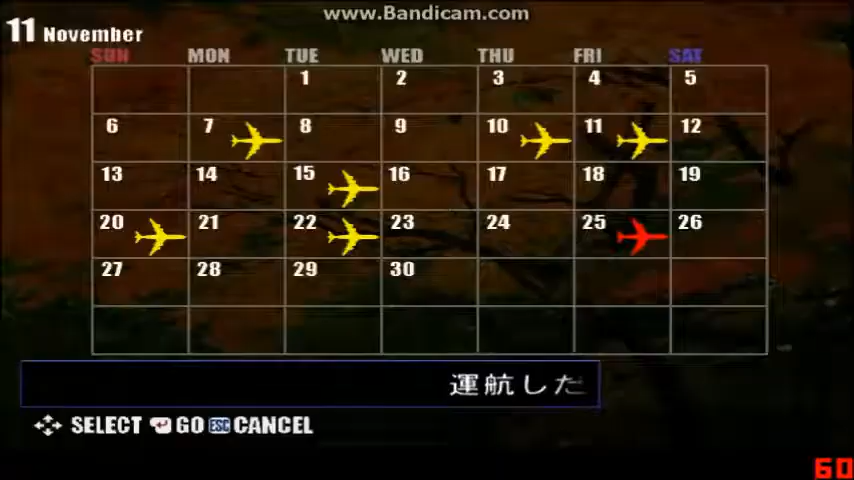 www.Bandicam.com
11 November
SUN MON TUE WED THU FRI SAT
1 2 3 4 5
6 7 8 9 10 11 12
13 14 15 16 17 18 19
20 21 22 23 24 25 26
27 28 29 30
運航した
SELECT GO ESC CANCEL
60